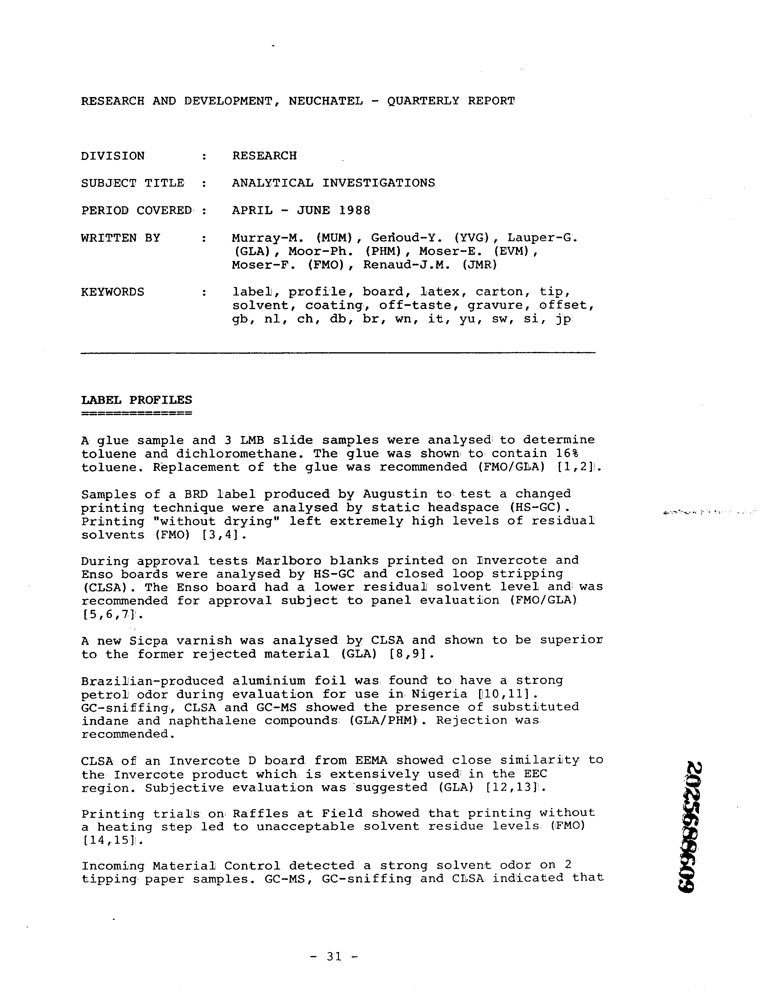 RESEARCH AND DEVELOPMENT, NEUCHATEL - QUARTERLY REPORT
DIVISION : RESEARCH
SUBJECT TITLE : ANALYTICAL INVESTIGATIONS
PERIOD COVERED : APRIL - JUNE 1988
WRITTEN BY : Murray-M. (MUM), Genoud-Y. (YVG), Lauper-G.
(GLA), Moor-Ph. (PHM), Moser-E. (EVM),
Moser-F. (FMO), Renaud-J.M. (JMR)
KEYWORDS : label, profile, board, latex, carton, tip,
solvent, coating, off-taste, gravure, offset,
gb, nl, ch, db, br, wn, it, yu, sw, si, jp
LABEL PROFILES
==============
A glue sample and 3 LMB slide samples were analysed to determine
toluene and dichloromethane. The glue was shown to contain 16%
toluene. Replacement of the glue was recommended (FMO/GLA) [1,2].
Samples of a BRD label produced by Augustin to test a changed
printing technique were analysed by static headspace (HS-GC).
Printing "without drying" left extremely high levels of residual
solvents (FMO) [3,4].
During approval tests Marlboro blanks printed on Invercote and
Enso boards were analysed by HS-GC and closed loop stripping
(CLSA). The Enso board had a lower residual solvent level and was
recommended for approval subject to panel evaluation (FMO/GLA)
[5,6,7].
A new Sicpa varnish was analysed by CLSA and shown to be superior
to the former rejected material (GLA) [8,9].
Brazilian-produced aluminium foil was found to have a strong
petrol odor during evaluation for use in Nigeria [10,11].
GC-sniffing, CLSA and GC-MS showed the presence of substituted
indane and naphthalene compounds (GLA/PHM). Rejection was
recommended.
CLSA of an Invercote D board from EEMA showed close similarity to
the Invercote product which is extensively used in the EEC
region. Subjective evaluation was suggested (GLA) [12,13].
Printing trials on Raffles at Field showed that printing without
a heating step led to unacceptable solvent residue levels (FMO)
[14,15].
Incoming Material Control detected a strong solvent odor on 2
tipping paper samples. GC-MS, GC-sniffing and CLSA indicated that
2025688609
- 31 -